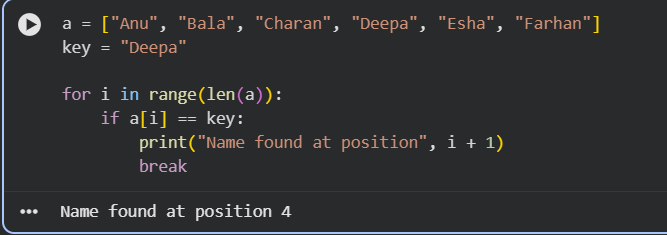 a = ["Anu", "Bala", "Charan", "Deepa", "Esha", "Farhan"]
key = "Deepa"

for i in range(len(a)):
    if a[i] == key:
        print("Name found at position", i + 1)
        break
Name found at position 4